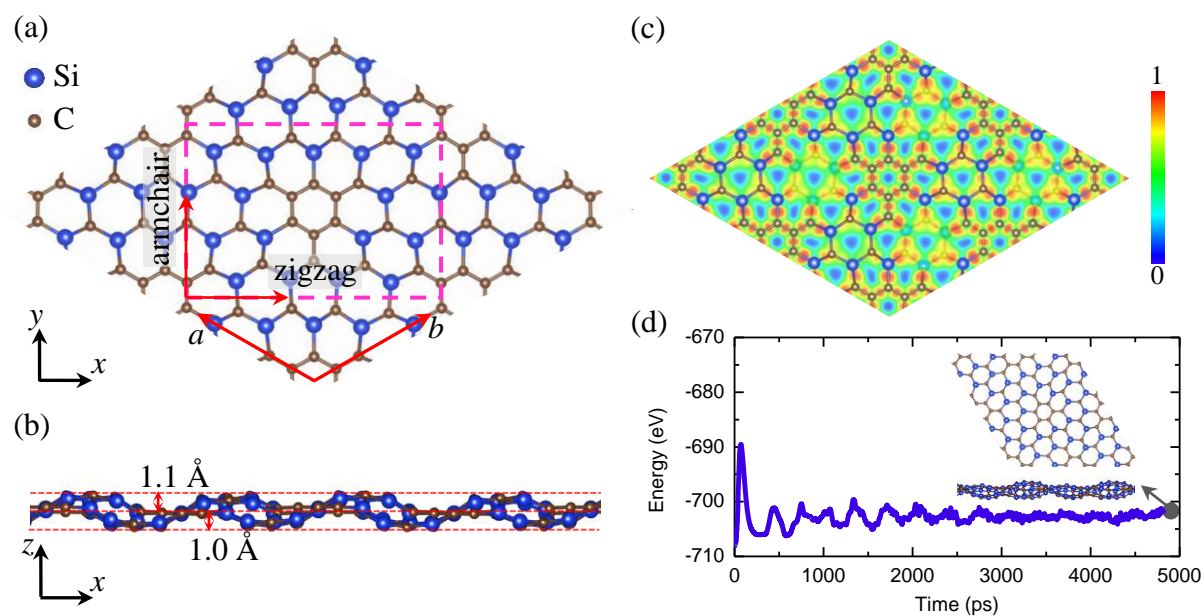 (a)
Si
C
armchair
zigzag
a
b
y
x
(b)
1.1 Å
1.0 Å
z
x
(c)
1
0
(d)
-670
-680
-690
-700
-710
Energy (eV)
0
1000
2000
3000
4000
5000
Time (ps)